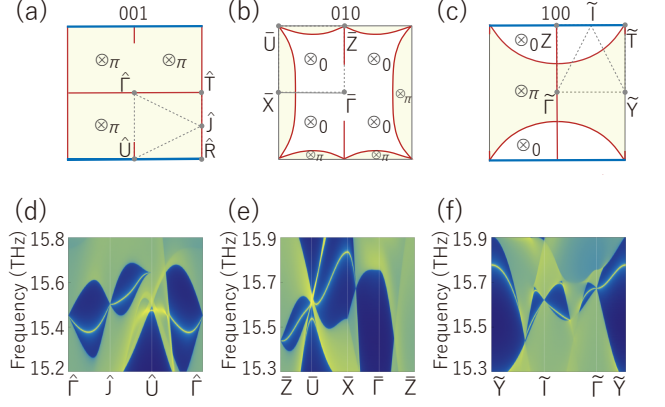 (a) 001
⊗π ⊗π
Γ̂ T̂
⊗π Ĵ
Û R̂
(b) 010
Ū Z̄
⊗0 ⊗0
X̄ Γ̄ ⊗π
⊗0 ⊗0
⊗π ⊗π
(c) 100 Ĩ
⊗0 Z T̃
⊗π Γ̃ Ỹ
⊗0
(d)
Frequency (THz)
15.8
15.6
15.4
15.2
Γ̂ Ĵ Û Γ̂
(e)
Frequency (THz)
15.9
15.7
15.5
15.3
Z̄ Ū X̄ Γ̄ Z̄
(f)
Frequency (THz)
15.9
15.7
15.5
15.3
Ỹ Ĩ Γ̃ Ỹ